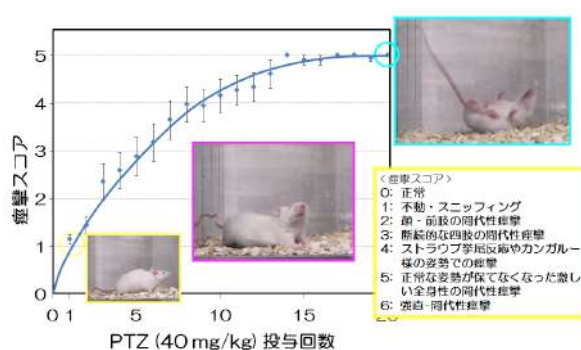 痙攣スコア
5
4
3
2
1
0
0 1 5 10 15 20
PTZ (40 mg/kg) 投与回数
<痙攣スコア>
0: 正常
1: 不動・スニッフィング
2: 顔・前肢の間代性痙攣
3: 断続的な四肢の間代性痙攣
4: ストラウブ挙尾反応やカンガルー
様の姿勢での痙攣
5: 正常な姿勢が保てなくなった激し
い全身性の間代性痙攣
6: 強直-間代性痙攣